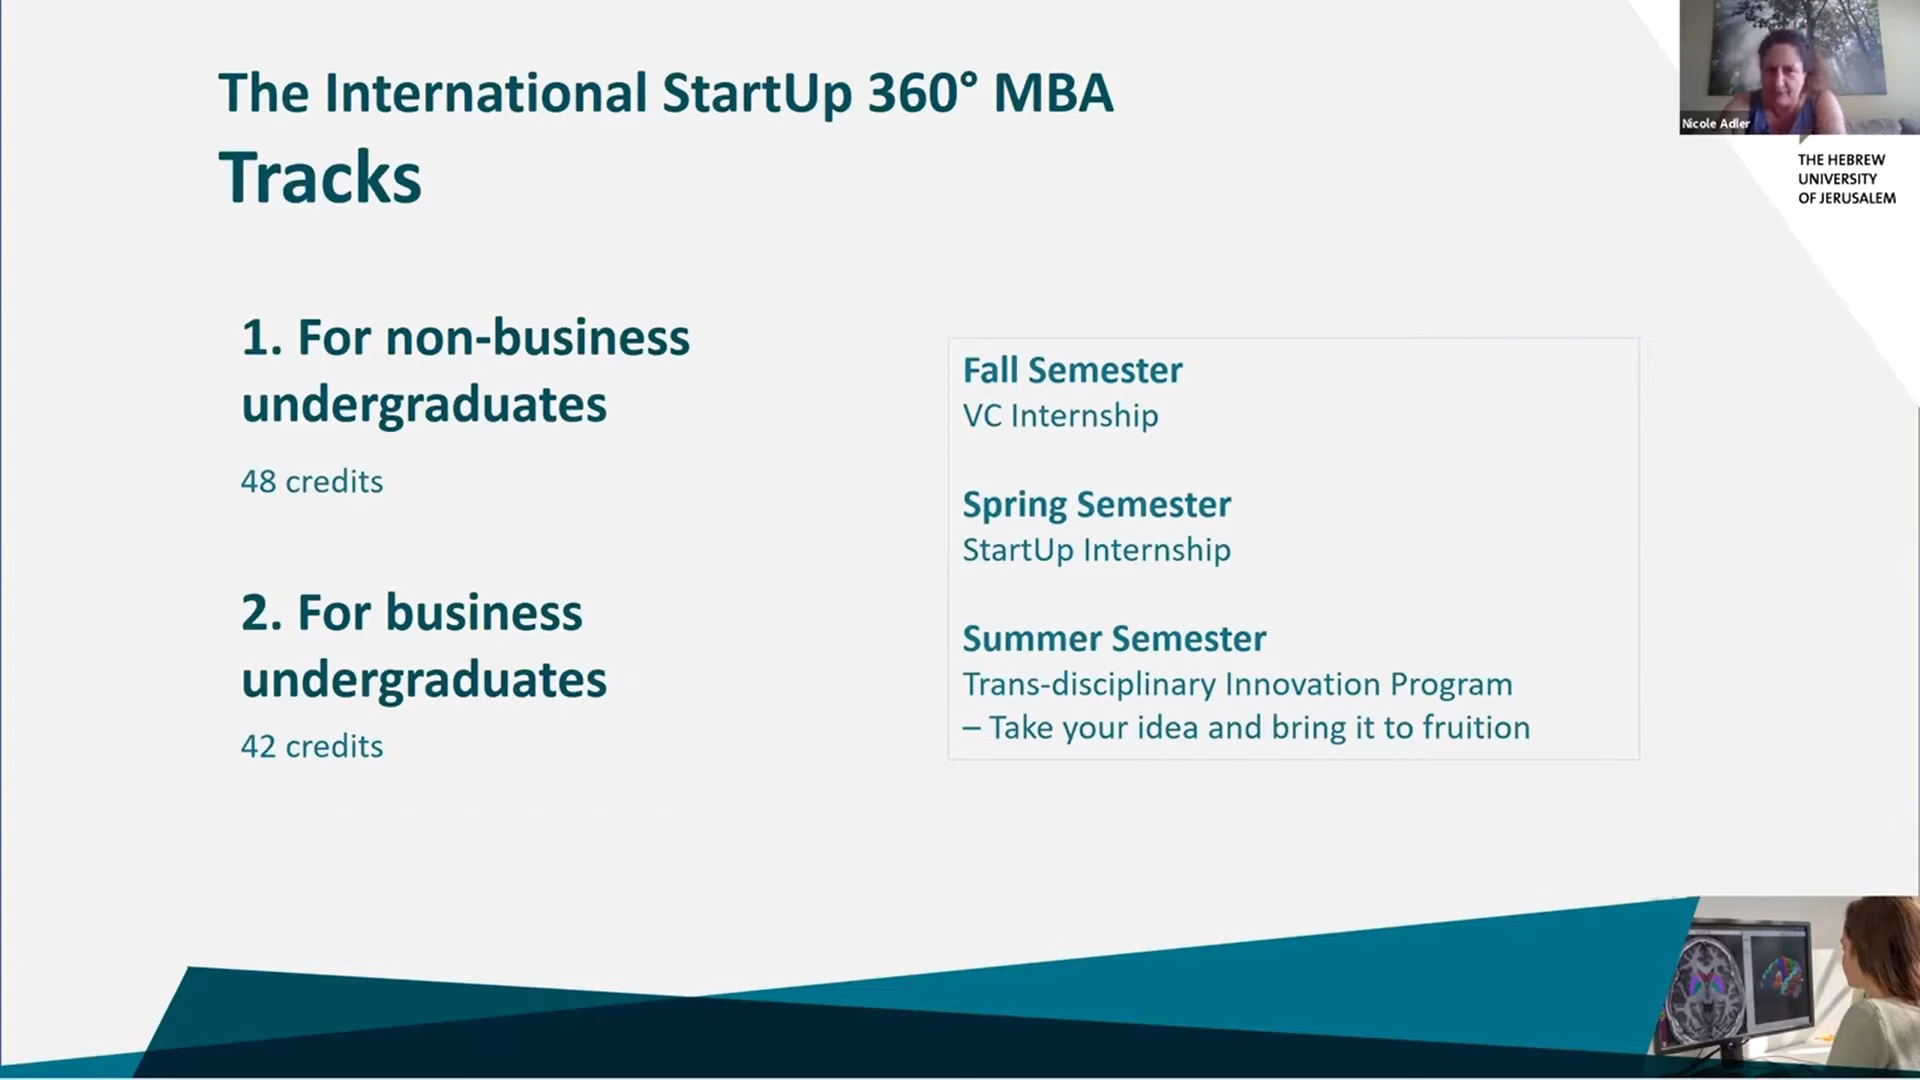 The International StartUp 360° MBA
Tracks
1. For non-business
undergraduates
48 credits
2. For business
undergraduates
42 credits
Fall Semester
VC Internship
Spring Semester
StartUp Internship
Summer Semester
Trans-disciplinary Innovation Program
– Take your idea and bring it to fruition
Nicole Adler
THE HEBREW
UNIVERSITY
OF JERUSALEM